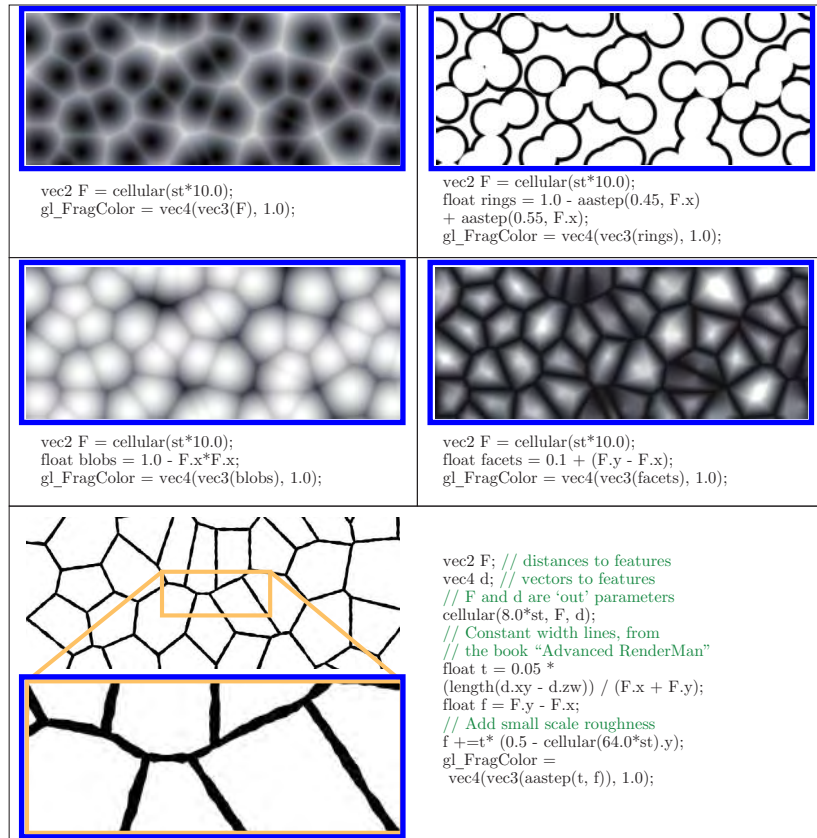 vec2 F = cellular(st*10.0);
gl_FragColor = vec4(vec3(F), 1.0);
vec2 F = cellular(st*10.0);
float rings = 1.0 - aastep(0.45, F.x)
+ aastep(0.55, F.x);
gl_FragColor = vec4(vec3(rings), 1.0);
vec2 F = cellular(st*10.0);
float blobs = 1.0 - F.x*F.x;
gl_FragColor = vec4(vec3(blobs), 1.0);
vec2 F = cellular(st*10.0);
float facets = 0.1 + (F.y - F.x);
gl_FragColor = vec4(vec3(facets), 1.0);
vec2 F; // distances to features
vec4 d; // vectors to features
// F and d are ‘out’ parameters
cellular(8.0*st, F, d);
// Constant width lines, from
// the book “Advanced RenderMan”
float t = 0.05 *
(length(d.xy - d.zw)) / (F.x + F.y);
float f = F.y - F.x;
// Add small scale roughness
f +=t* (0.5 - cellular(64.0*st).y);
gl_FragColor =
vec4(vec3(aastep(t, f)), 1.0);